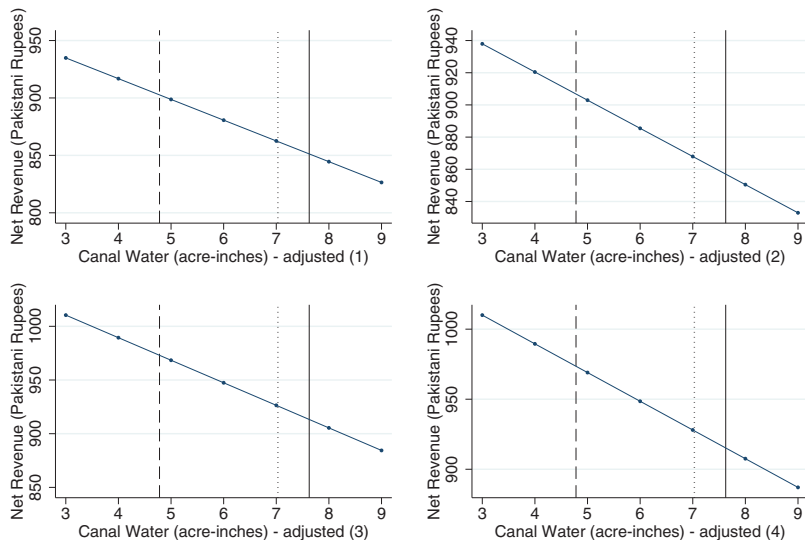 Net Revenue (Pakistani Rupees)
950
900
850
800
3 4 5 6 7 8 9
Canal Water (acre-inches) - adjusted (1)
Net Revenue (Pakistani Rupees)
940
920
900
880
860
840
3 4 5 6 7 8 9
Canal Water (acre-inches) - adjusted (2)
Net Revenue (Pakistani Rupees)
1000
950
900
850
3 4 5 6 7 8 9
Canal Water (acre-inches) - adjusted (3)
Net Revenue (Pakistani Rupees)
1000
950
900
3 4 5 6 7 8 9
Canal Water (acre-inches) - adjusted (4)